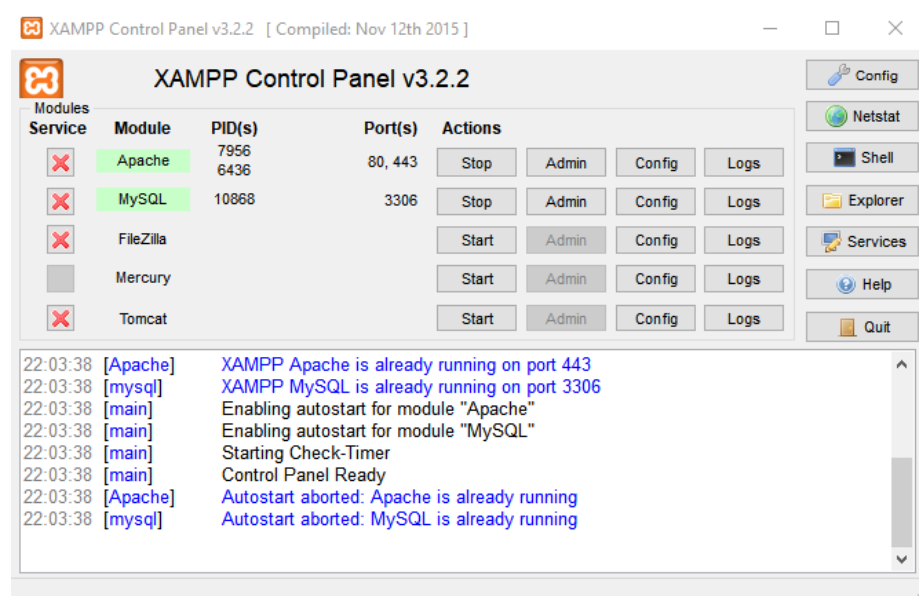 XAMPP Control Panel v3.2.2 [ Compiled: Nov 12th 2015 ]
XAMPP Control Panel v3.2.2
Config
Modules
Netstat
Service Module PID(s) Port(s) Actions
Apache 7956 80, 443 Stop Admin Config Logs
6436
Shell
MySQL 10868 3306 Stop Admin Config Logs
Explorer
FileZilla Start Admin Config Logs
Services
Mercury Start Admin Config Logs
Help
Tomcat Start Admin Config Logs
Quit
22:03:38 [Apache] XAMPP Apache is already running on port 443
22:03:38 [mysql] XAMPP MySQL is already running on port 3306
22:03:38 [main] Enabling autostart for module "Apache"
22:03:38 [main] Enabling autostart for module "MySQL"
22:03:38 [main] Starting Check-Timer
22:03:38 [main] Control Panel Ready
22:03:38 [Apache] Autostart aborted: Apache is already running
22:03:38 [mysql] Autostart aborted: MySQL is already running